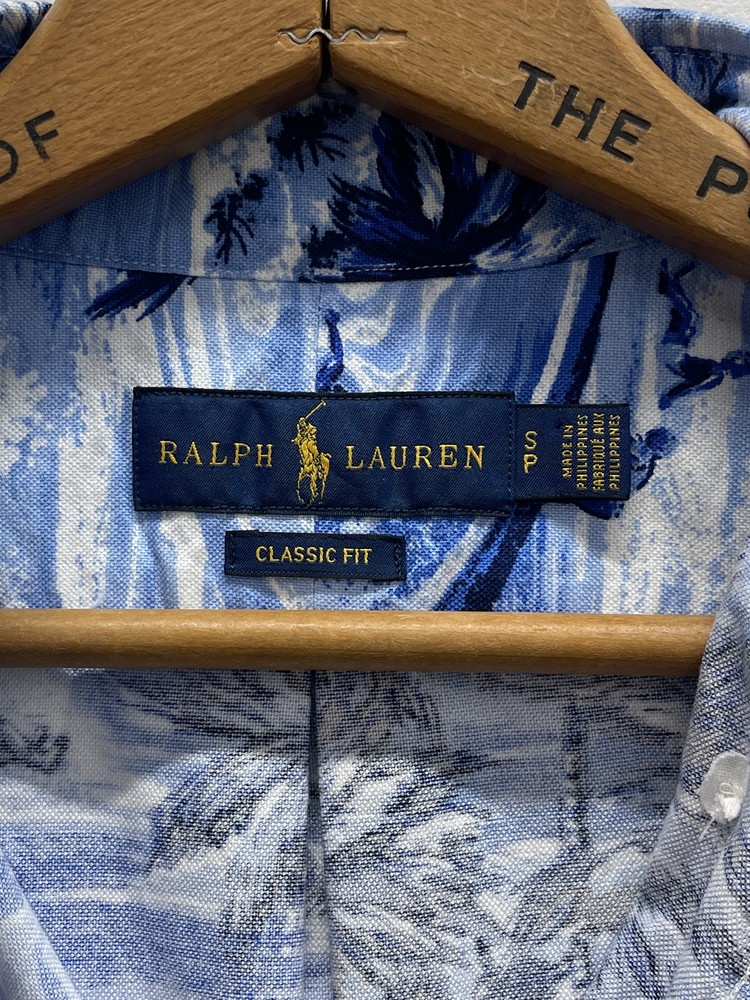 OF THE
RALPH LAUREN
S
P
MADE IN
PHILIPPINES
FABRIQUÉ AUX
PHILIPPINES
CLASSIC FIT